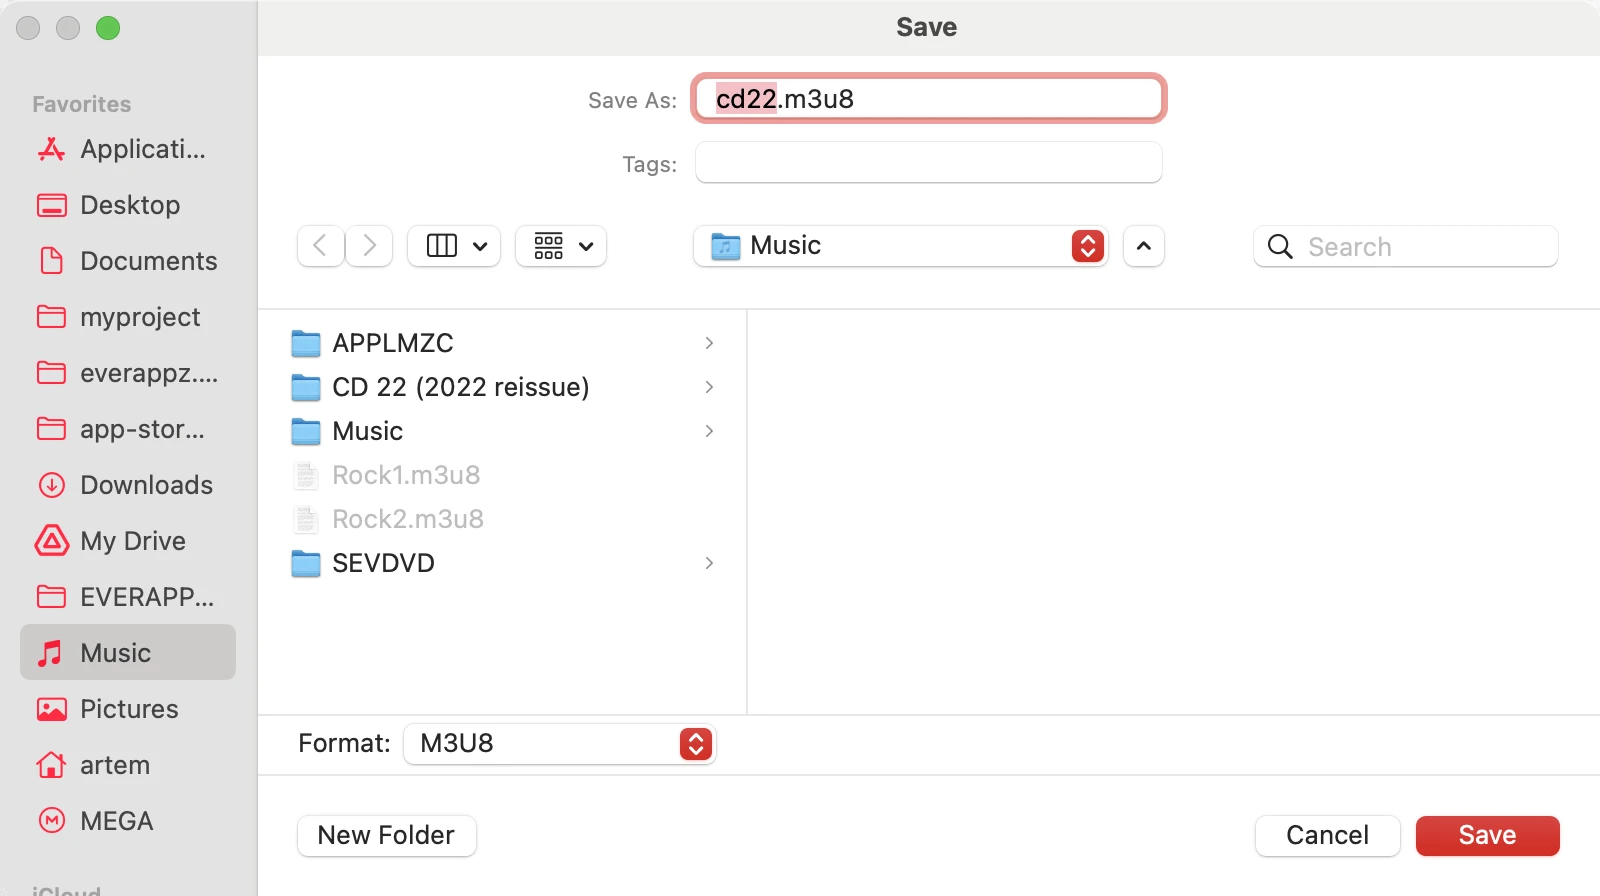 Save
Favorites
Applicati...
Desktop
Documents
myproject
everappz....
app-stor...
Downloads
My Drive
EVERAPP...
Music
Pictures
artem
MEGA
iCloud
Save As: cd22.m3u8
Tags:
Music
Search
APPLMZC
CD 22 (2022 reissue)
Music
Rock1.m3u8
Rock2.m3u8
SEVDVD
Format: M3U8
New Folder
Cancel
Save